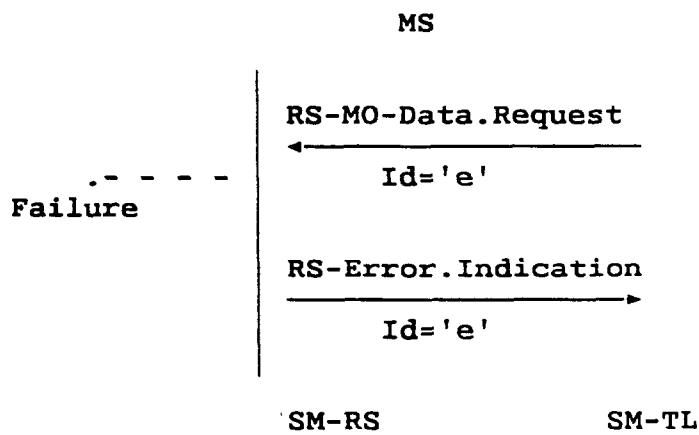 MS
RS-MO-Data.Request
Id='e'
Failure
RS-Error.Indication
Id='e'
SM-RS SM-TL